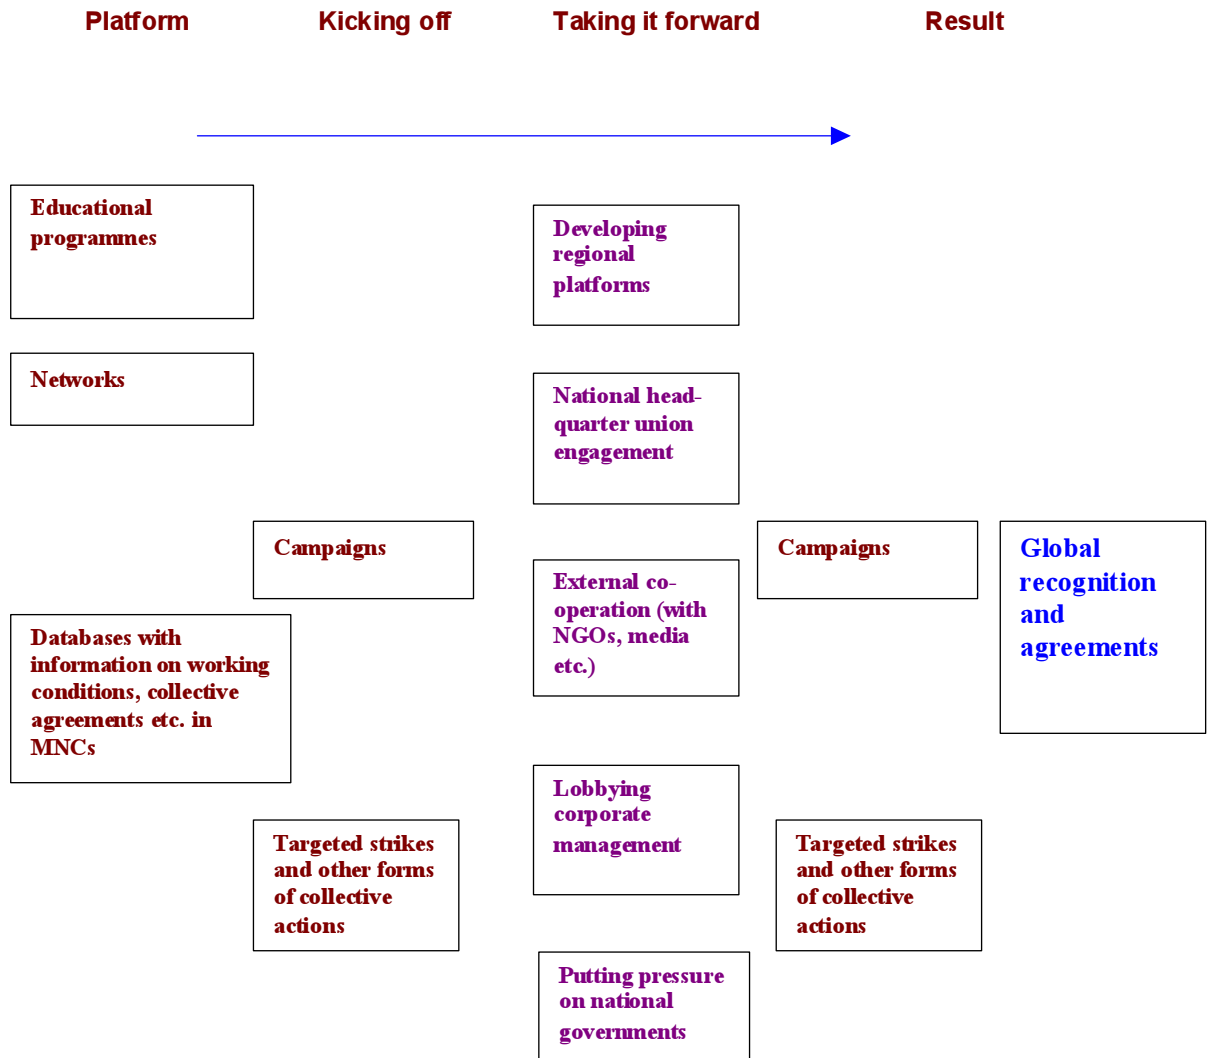 Platform Kicking off Taking it forward Result
Educational
programmes
Networks
Databases with
information on working
conditions, collective
agreements etc. in
MNCs
Campaigns
Targeted strikes
and other forms
of collective
actions
Developing
regional
platforms
National head-
quarter union
engagement
External co-
operation (with
NGOs, media
etc.)
Lobbying
corporate
management
Putting pressure
on national
governments
Campaigns
Targeted strikes
and other forms
of collective
actions
Global
recognition
and
agreements